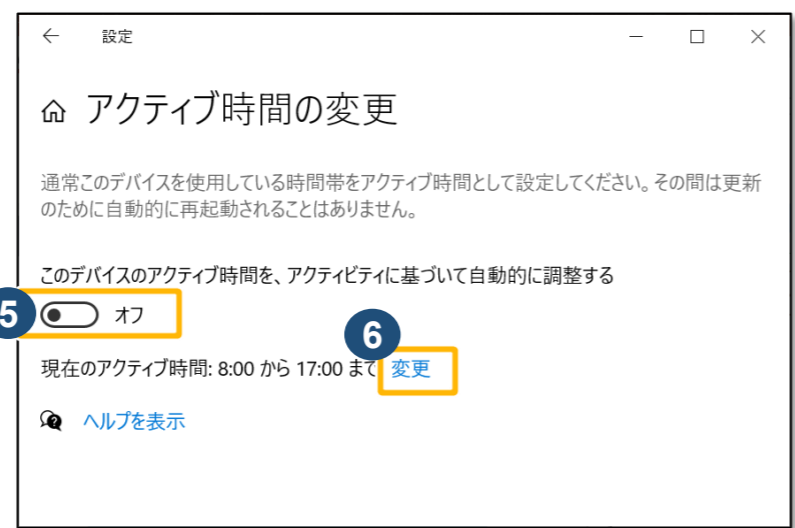 設定
アクティブ時間の変更
通常このデバイスを使用している時間帯をアクティブ時間として設定してください。その間は更新
のために自動的に再起動されることはありません。
このデバイスのアクティブ時間を、アクティビティに基づいて自動的に調整する
5 オフ
6
現在のアクティブ時間: 8:00 から 17:00 まで 変更
ヘルプを表示